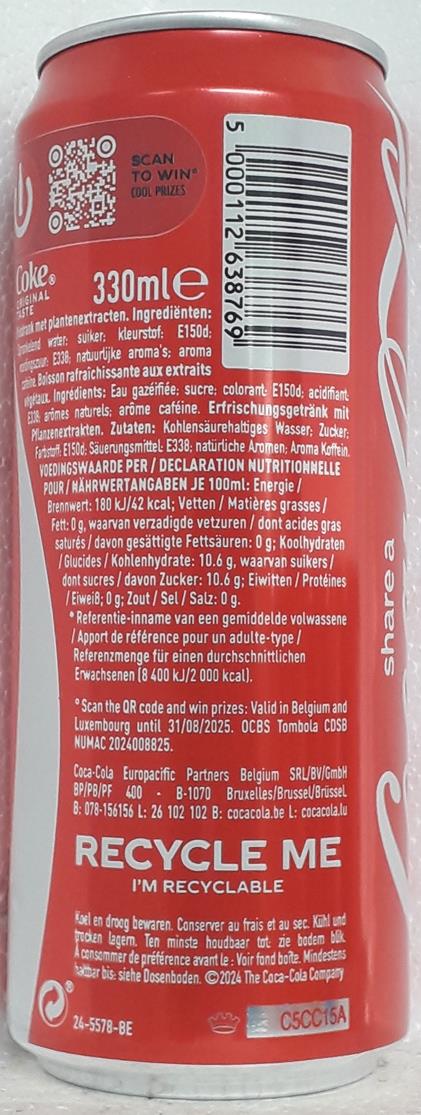 SCAN
TO WIN°
COOL PRIZES
5 000112 638769
Coke®
ORIGINAL
TASTE
330ml e
met plantenextracten. Ingrediënten:
water; suiker; kleurstof: E150d;
E338; natuurlijke aroma's; aroma
cafeïne. Boisson rafraîchissante aux extraits
végétaux. Ingrédients: Eau gazéifiée; sucre; colorant: E150d; acidifiant:
E338; arômes naturels; arôme caféine. Erfrischungsgetränk mit
Pflanzenextrakten. Zutaten: Kohlensäurehaltiges Wasser; Zucker;
Farbstoff: E150d; Säuerungsmittel: E338; natürliche Aromen; Aroma Koffein.
VOEDINGSWAARDE PER / DECLARATION NUTRITIONNELLE
POUR / NÄHRWERTANGABEN JE 100ml: Energie /
Brennwert: 180 kJ/42 kcal; Vetten / Matières grasses /
Fett: 0 g, waarvan verzadigde vetzuren / dont acides gras
saturés / davon gesättigte Fettsäuren: 0 g; Koolhydraten
/ Glucides / Kohlenhydrate: 10.6 g, waarvan suikers /
dont sucres / davon Zucker: 10.6 g; Eiwitten / Protéines
/ Eiweiß: 0 g; Zout / Sel / Salz: 0 g.
*Referentie-inname van een gemiddelde volwassene
/ Apport de référence pour un adulte-type /
Referenzmenge für einen durchschnittlichen
Erwachsenen (8 400 kJ/2 000 kcal).
°Scan the QR code and win prizes: Valid in Belgium and
Luxembourg until 31/08/2025. OCBS Tombola CDSB
NUMAC 2024008825.
Coca-Cola Europacific Partners Belgium SRL/BV/GmbH
BP/PB/PF 400 - B-1070 Bruxelles/Brussel/Brüssel.
B: 078-156156 L: 26 102 102 B: cocacola.be L: cocacola.lu
RECYCLE ME
I'M RECYCLABLE
Koel en droog bewaren. Conserver au frais et au sec. Kühl und
trocken lagern. Ten minste houdbaar tot: zie bodem blik.
À consommer de préférence avant le : Voir fond boîte. Mindestens
haltbar bis: siehe Dosenboden. ©2024 The Coca-Cola Company
24-5578-BE
C5CC15A
share a